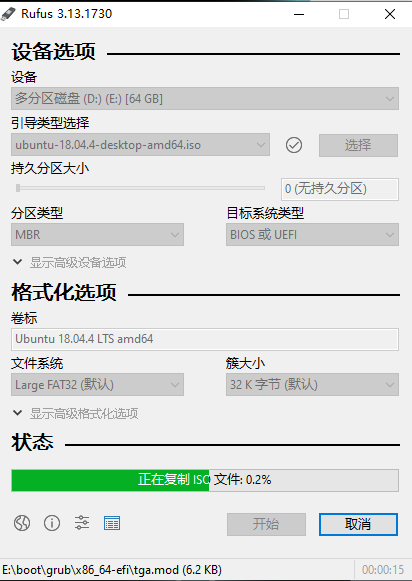 Rufus 3.13.1730
设备选项
设备
多分区磁盘 (D:) (E:) [64 GB]
引导类型选择
ubuntu-18.04.4-desktop-amd64.iso
选择
持久分区大小
0 (无持久分区)
分区类型
目标系统类型
MBR
BIOS 或 UEFI
显示高级设备选项
格式化选项
卷标
Ubuntu 18.04.4 LTS amd64
文件系统
簇大小
Large FAT32 (默认)
32 K 字节 (默认)
显示高级格式化选项
状态
正在复制 ISO 文件: 0.2%
开始
取消
E:\boot\grub\x86_64-efi\tga.mod (6.2 KB)
00:00:15